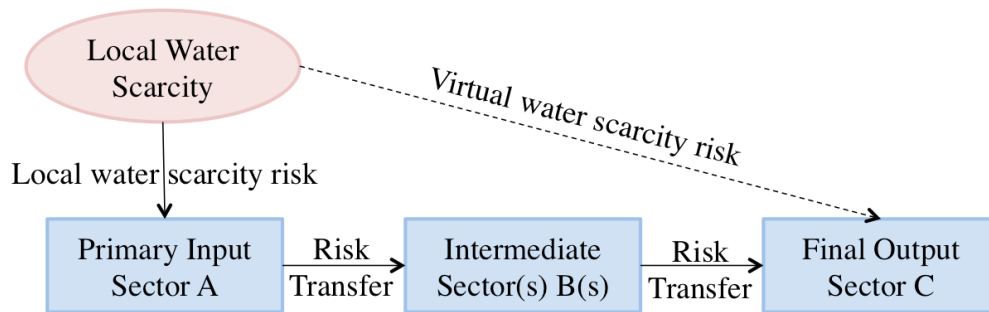 Local Water
Scarcity
Virtual water scarcity risk
Local water scarcity risk
Primary Input
Sector A
Risk
Transfer
Intermediate
Sector(s) B(s)
Risk
Transfer
Final Output
Sector C